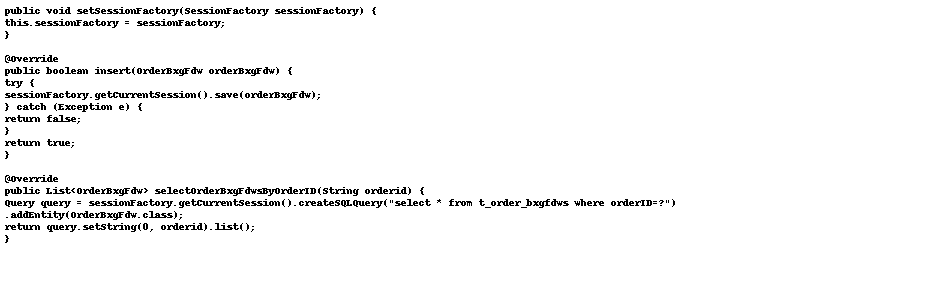 public void setSessionFactory(SessionFactory sessionFactory) {
this.sessionFactory = sessionFactory;
}
@Override
public boolean insert(OrderBxgFdw orderBxgFdw) {
try {
sessionFactory.getCurrentSession().save(orderBxgFdw);
} catch (Exception e) {
return false;
}
return true;
}
@Override
public List<OrderBxgFdw> selectOrderBxgFdwsByOrderID(String orderid) {
Query query = sessionFactory.getCurrentSession().createSQLQuery("select * from t_order_bxgfdws where orderID=?")
.addEntity(OrderBxgFdw.class);
return query.setString(0, orderid).list();
}